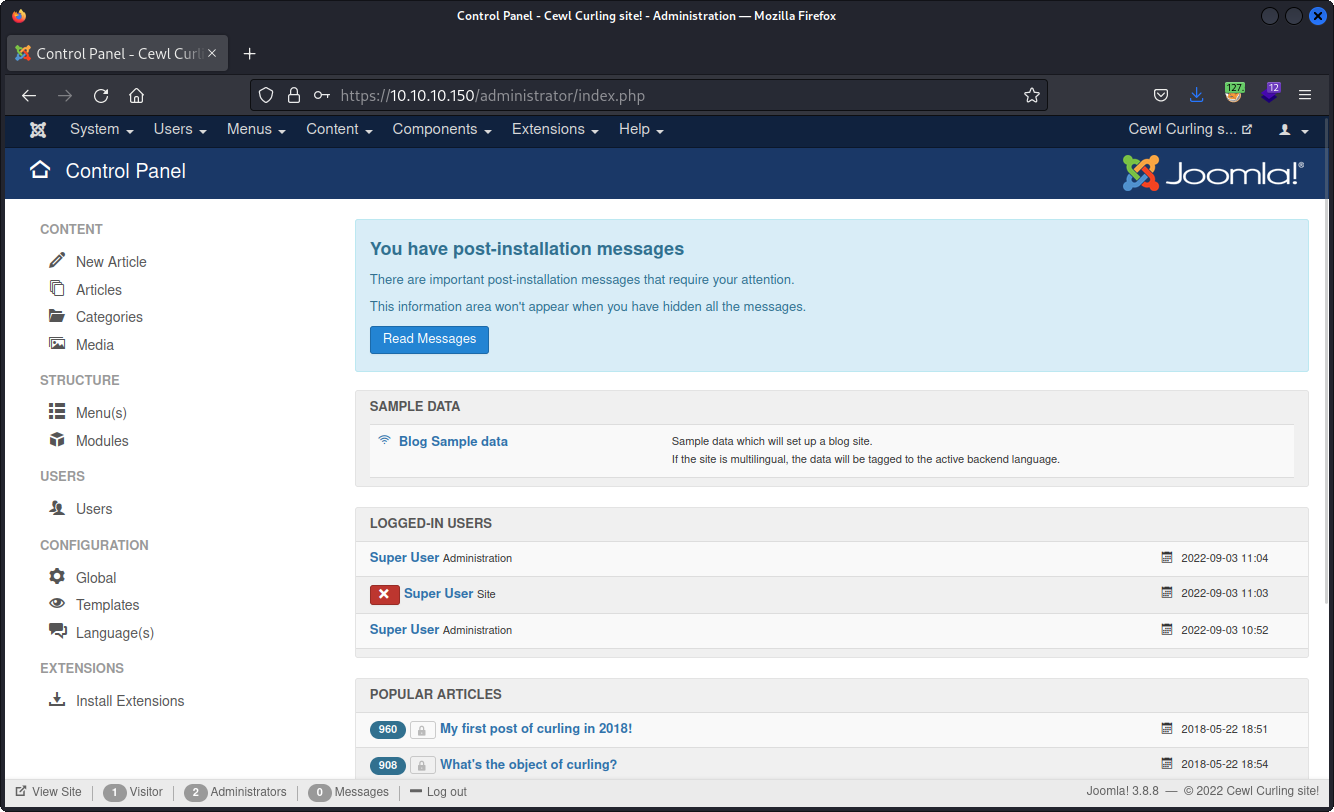 Control Panel - Cewl Curling site! - Administration — Mozilla Firefox
Control Panel - Cewl Curl
https://10.10.10.150/administrator/index.php
127
12
System Users Menus Content Components Extensions Help Cewl Curling s...
Control Panel Joomla!®
CONTENT
New Article
Articles
Categories
Media
STRUCTURE
Menu(s)
Modules
USERS
Users
CONFIGURATION
Global
Templates
Language(s)
EXTENSIONS
Install Extensions
You have post-installation messages
There are important post-installation messages that require your attention.
This information area won't appear when you have hidden all the messages.
Read Messages
SAMPLE DATA
Blog Sample data Sample data which will set up a blog site.
If the site is multilingual, the data will be tagged to the active backend language.
LOGGED-IN USERS
Super User Administration 2022-09-03 11:04
Super User Site 2022-09-03 11:03
Super User Administration 2022-09-03 10:52
POPULAR ARTICLES
960 My first post of curling in 2018! 2018-05-22 18:51
908 What's the object of curling? 2018-05-22 18:54
View Site 1 Visitor 2 Administrators 0 Messages Log out Joomla! 3.8.8 — © 2022 Cewl Curling site!